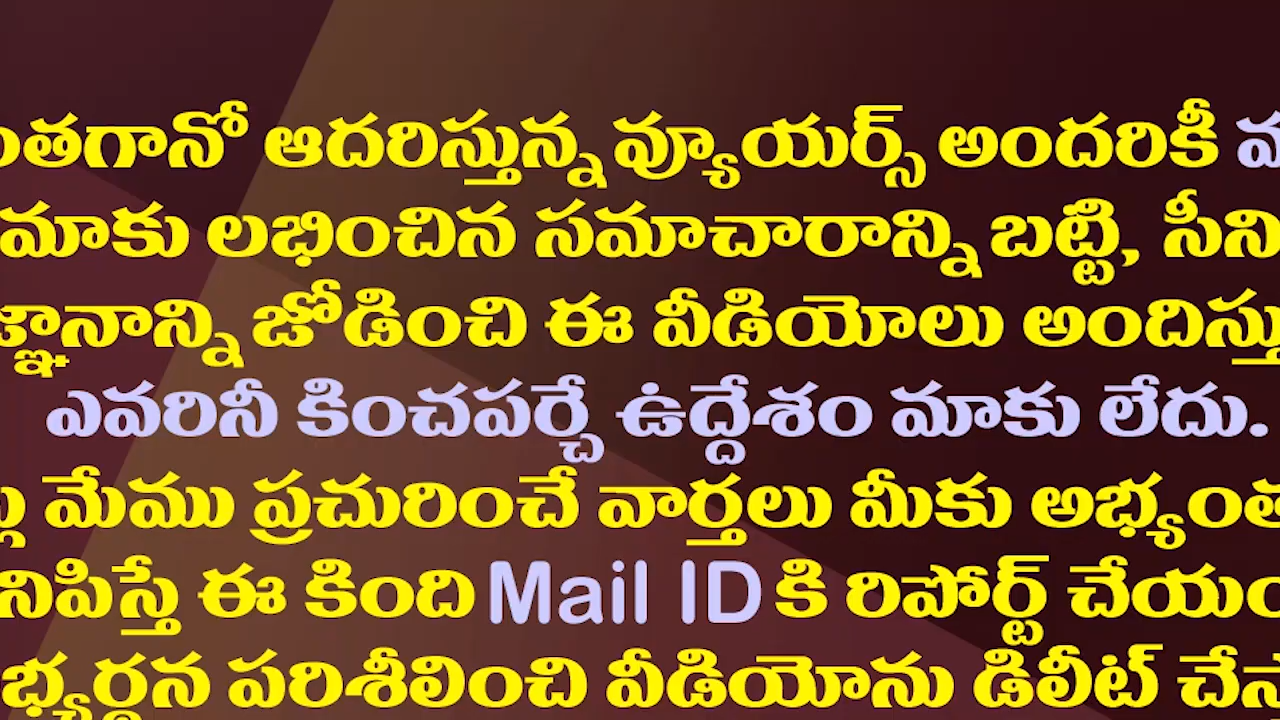 ంతగానో ఆదరిస్తున్న వ్యూయర్స్ అందరికీ
మాకు లభించిన సమాచారాన్ని బట్టి, సీని
జ్ఞానాన్ని జోడించి ఈ వీడియోలు అందిస్తు
ఎవరినీ కించపర్చే ఉద్దేశం మాకు లేదు.
మేము ప్రచురించే వార్తలు మీకు అభ్యంత
నిపిస్తే ఈ కింది Mail ID కి రిపోర్ట్ చేయం
భ్యర్థన పరిశీలించి వీడియోను డిలీట్ చేస